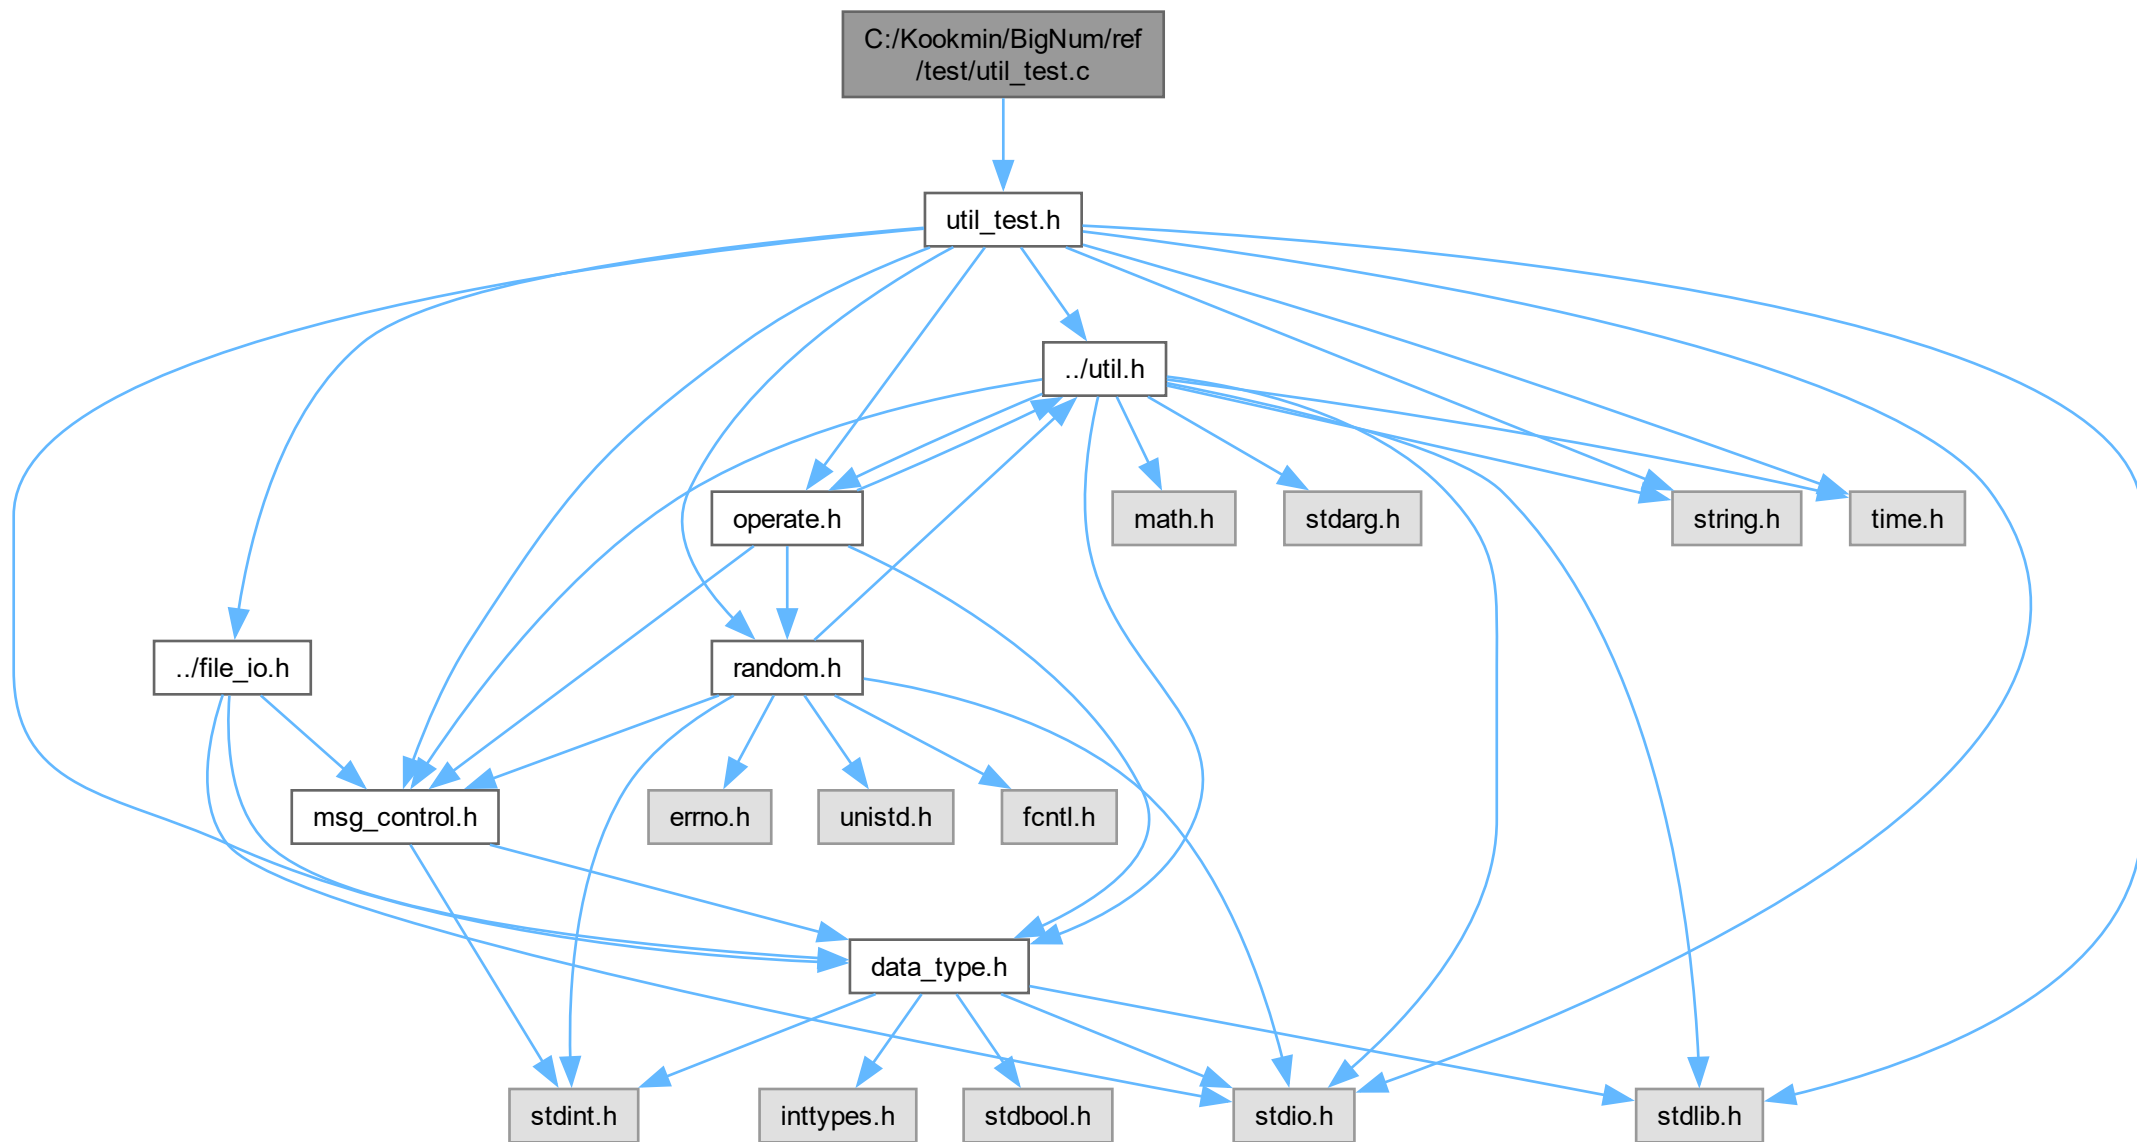 C:/Kookmin/BigNum/ref
/test/util_test.c
util_test.h
../util.h
operate.h
math.h
stdarg.h
string.h
time.h
../file_io.h
random.h
msg_control.h
errno.h
unistd.h
fcntl.h
data_type.h
stdint.h
inttypes.h
stdbool.h
stdio.h
stdlib.h